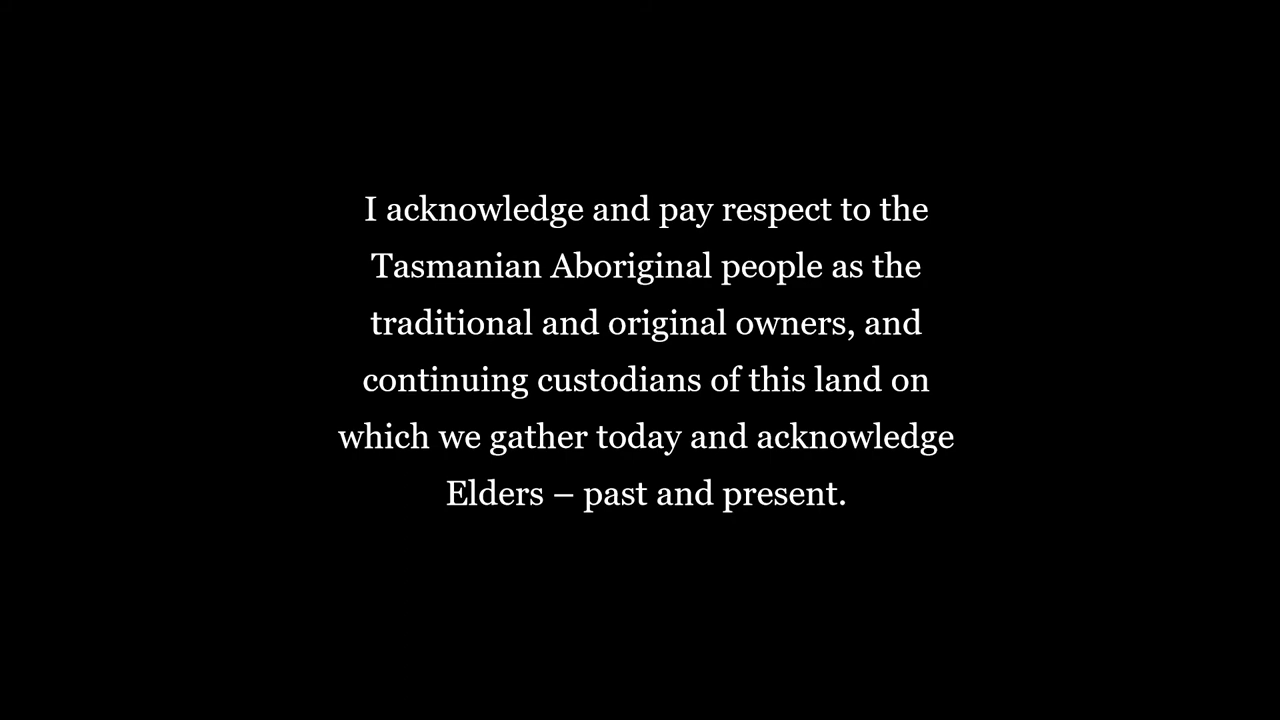 I acknowledge and pay respect to the
Tasmanian Aboriginal people as the
traditional and original owners, and
continuing custodians of this land on
which we gather today and acknowledge
Elders – past and present.